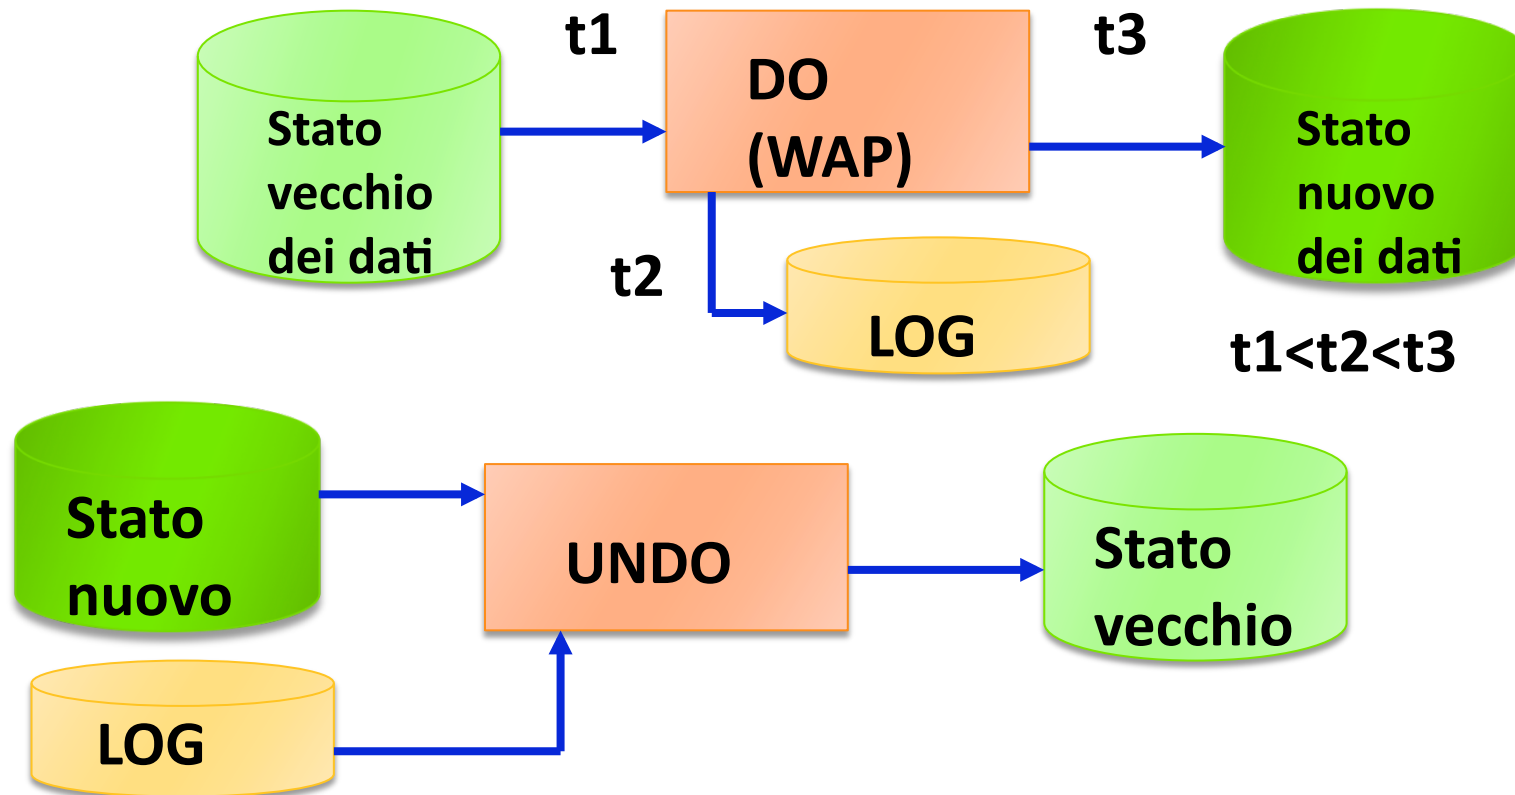 t1
t3
Stato
vecchio
dei dati
DO
(WAP)
Stato
nuovo
dei dati
t2
LOG
t1<t2<t3
Stato
nuovo
UNDO
Stato
vecchio
LOG